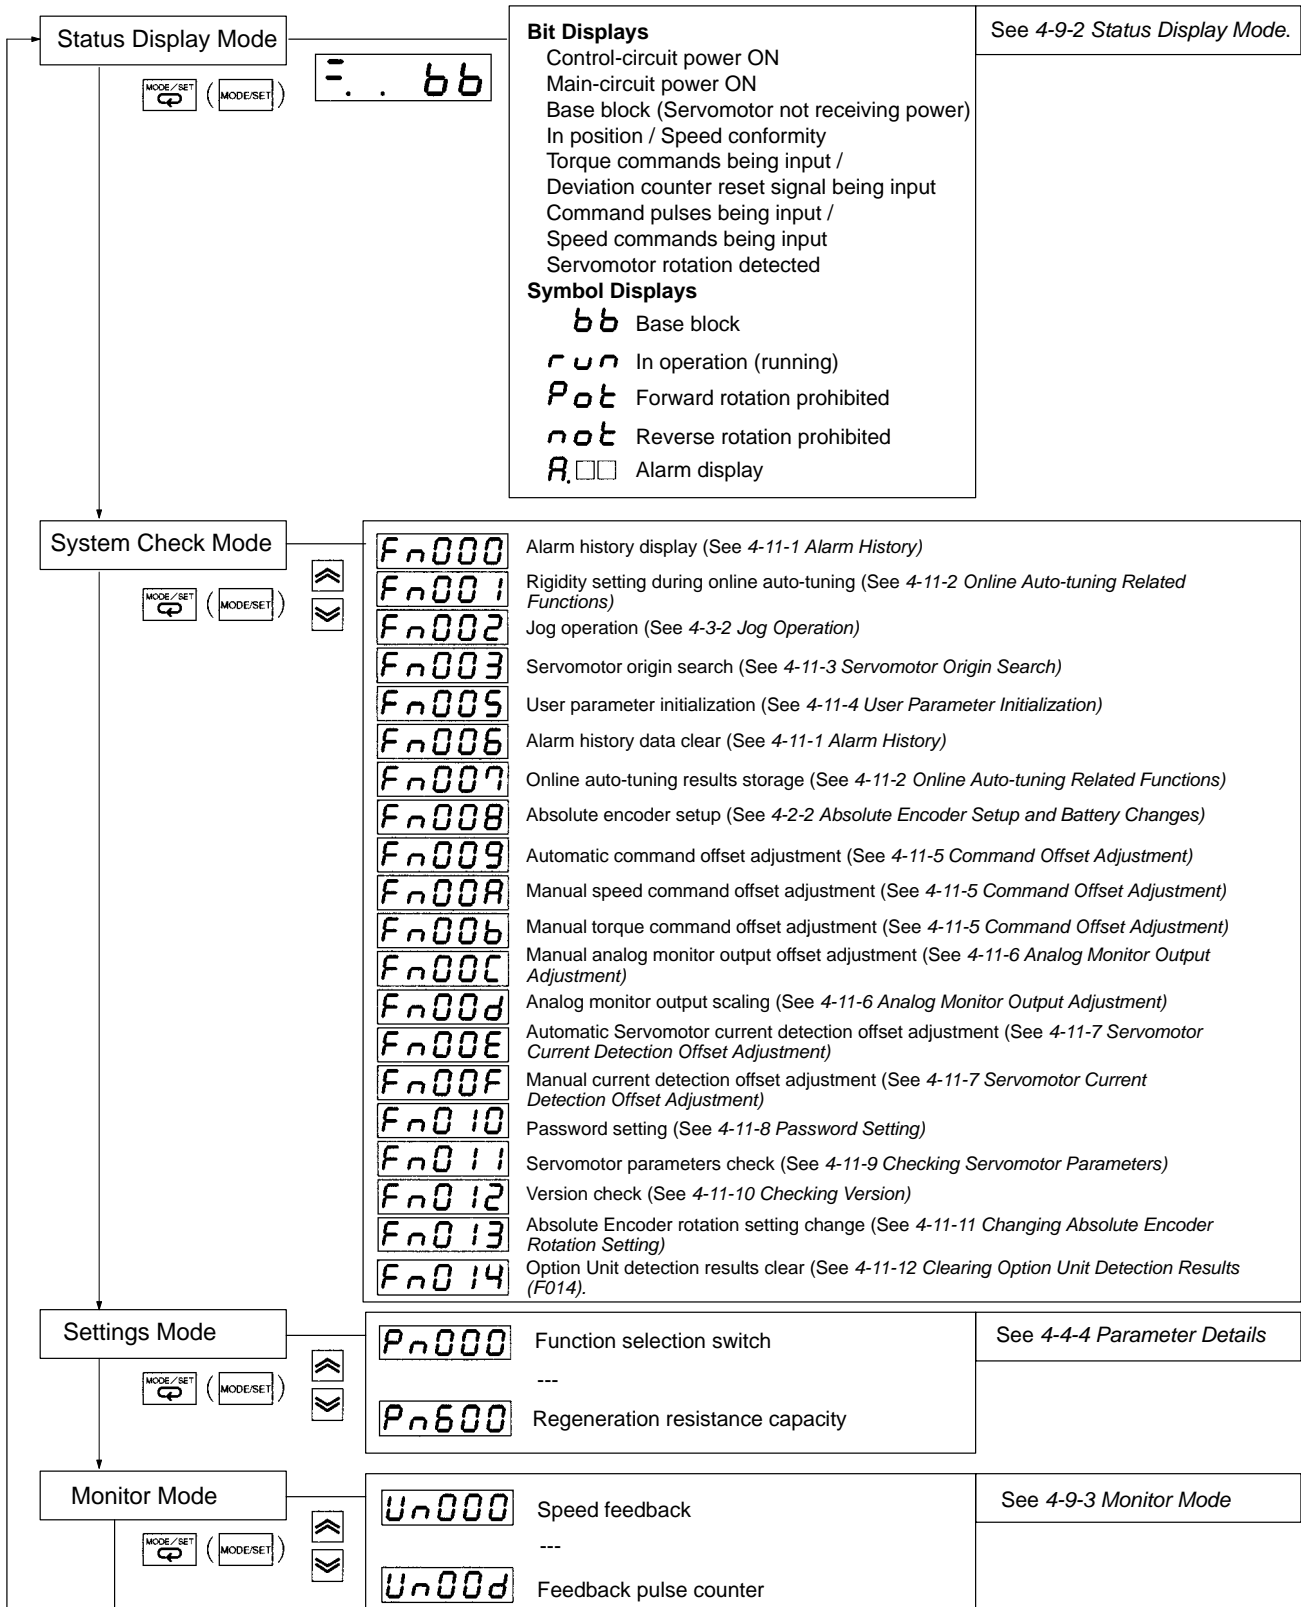 Status Display Mode
MODE/SET ( MODE/SET )
bb
Bit Displays
Control-circuit power ON
Main-circuit power ON
Base block (Servomotor not receiving power)
In position / Speed conformity
Torque commands being input /
Deviation counter reset signal being input
Command pulses being input /
Speed commands being input
Servomotor rotation detected
Symbol Displays
bb Base block
run In operation (running)
Pot Forward rotation prohibited
not Reverse rotation prohibited
A.□□ Alarm display
See 4-9-2 Status Display Mode.
System Check Mode
MODE/SET ( MODE/SET )
Fn000 Alarm history display (See 4-11-1 Alarm History)
Fn001 Rigidity setting during online auto-tuning (See 4-11-2 Online Auto-tuning Related
Functions)
Fn002 Jog operation (See 4-3-2 Jog Operation)
Fn003 Servomotor origin search (See 4-11-3 Servomotor Origin Search)
Fn005 User parameter initialization (See 4-11-4 User Parameter Initialization)
Fn006 Alarm history data clear (See 4-11-1 Alarm History)
Fn007 Online auto-tuning results storage (See 4-11-2 Online Auto-tuning Related Functions)
Fn008 Absolute encoder setup (See 4-2-2 Absolute Encoder Setup and Battery Changes)
Fn009 Automatic command offset adjustment (See 4-11-5 Command Offset Adjustment)
Fn00A Manual speed command offset adjustment (See 4-11-5 Command Offset Adjustment)
Fn00b Manual torque command offset adjustment (See 4-11-5 Command Offset Adjustment)
Fn00C Manual analog monitor output offset adjustment (See 4-11-6 Analog Monitor Output
Adjustment)
Fn00d Analog monitor output scaling (See 4-11-6 Analog Monitor Output Adjustment)
Fn00E Automatic Servomotor current detection offset adjustment (See 4-11-7 Servomotor
Current Detection Offset Adjustment)
Fn00F Manual current detection offset adjustment (See 4-11-7 Servomotor Current
Detection Offset Adjustment)
Fn010 Password setting (See 4-11-8 Password Setting)
Fn011 Servomotor parameters check (See 4-11-9 Checking Servomotor Parameters)
Fn012 Version check (See 4-11-10 Checking Version)
Fn013 Absolute Encoder rotation setting change (See 4-11-11 Changing Absolute Encoder
Rotation Setting)
Fn014 Option Unit detection results clear (See 4-11-12 Clearing Option Unit Detection Results
(F014).
Settings Mode
MODE/SET ( MODE/SET )
Pn000 Function selection switch
---
Pn600 Regeneration resistance capacity
See 4-4-4 Parameter Details
Monitor Mode
MODE/SET ( MODE/SET )
Un000 Speed feedback
---
Un00d Feedback pulse counter
See 4-9-3 Monitor Mode